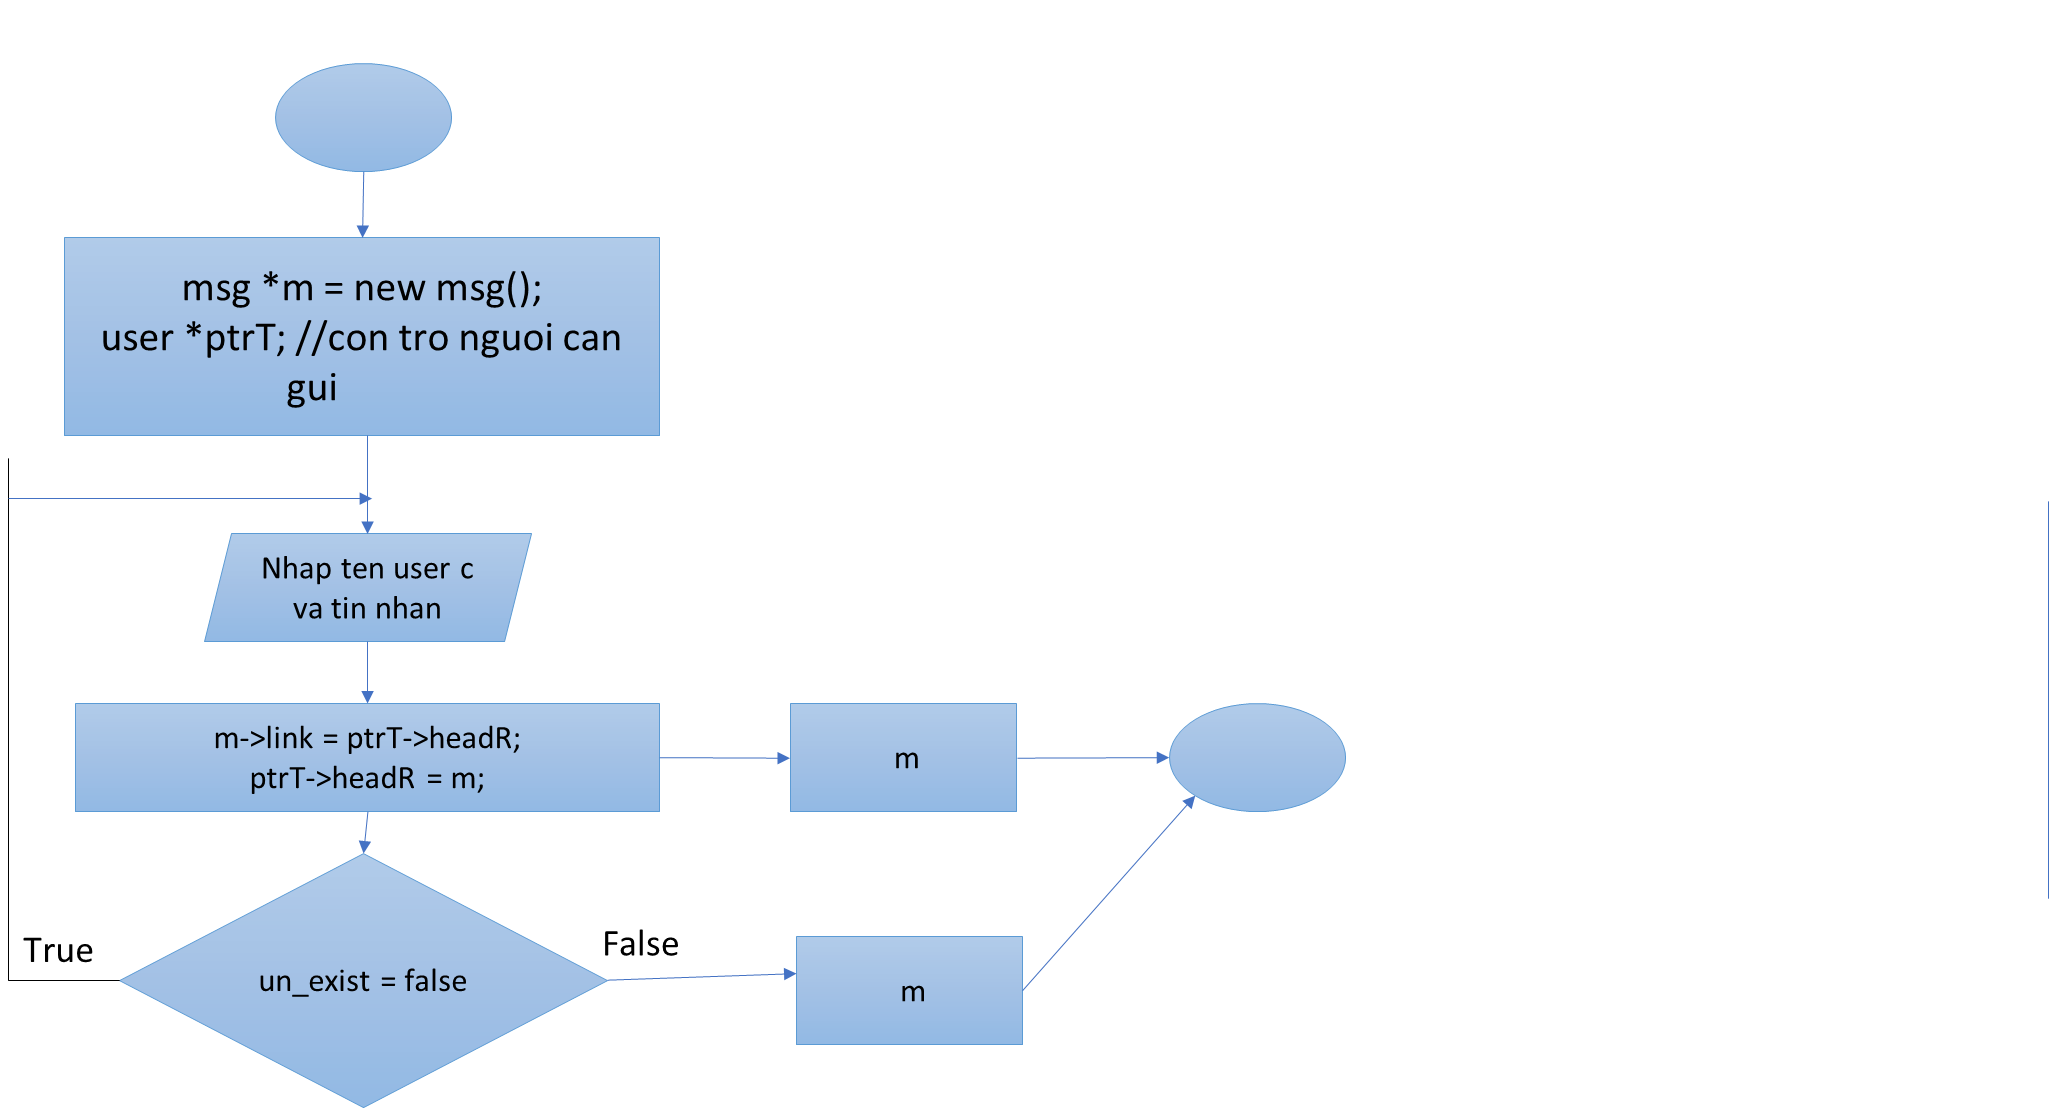 msg *m = new msg();
user *ptrT; //con tro nguoi can
gui
Nhap ten user c
va tin nhan
m->link = ptrT->headR;
ptrT->headR = m;
m
True
False
un_exist = false
m